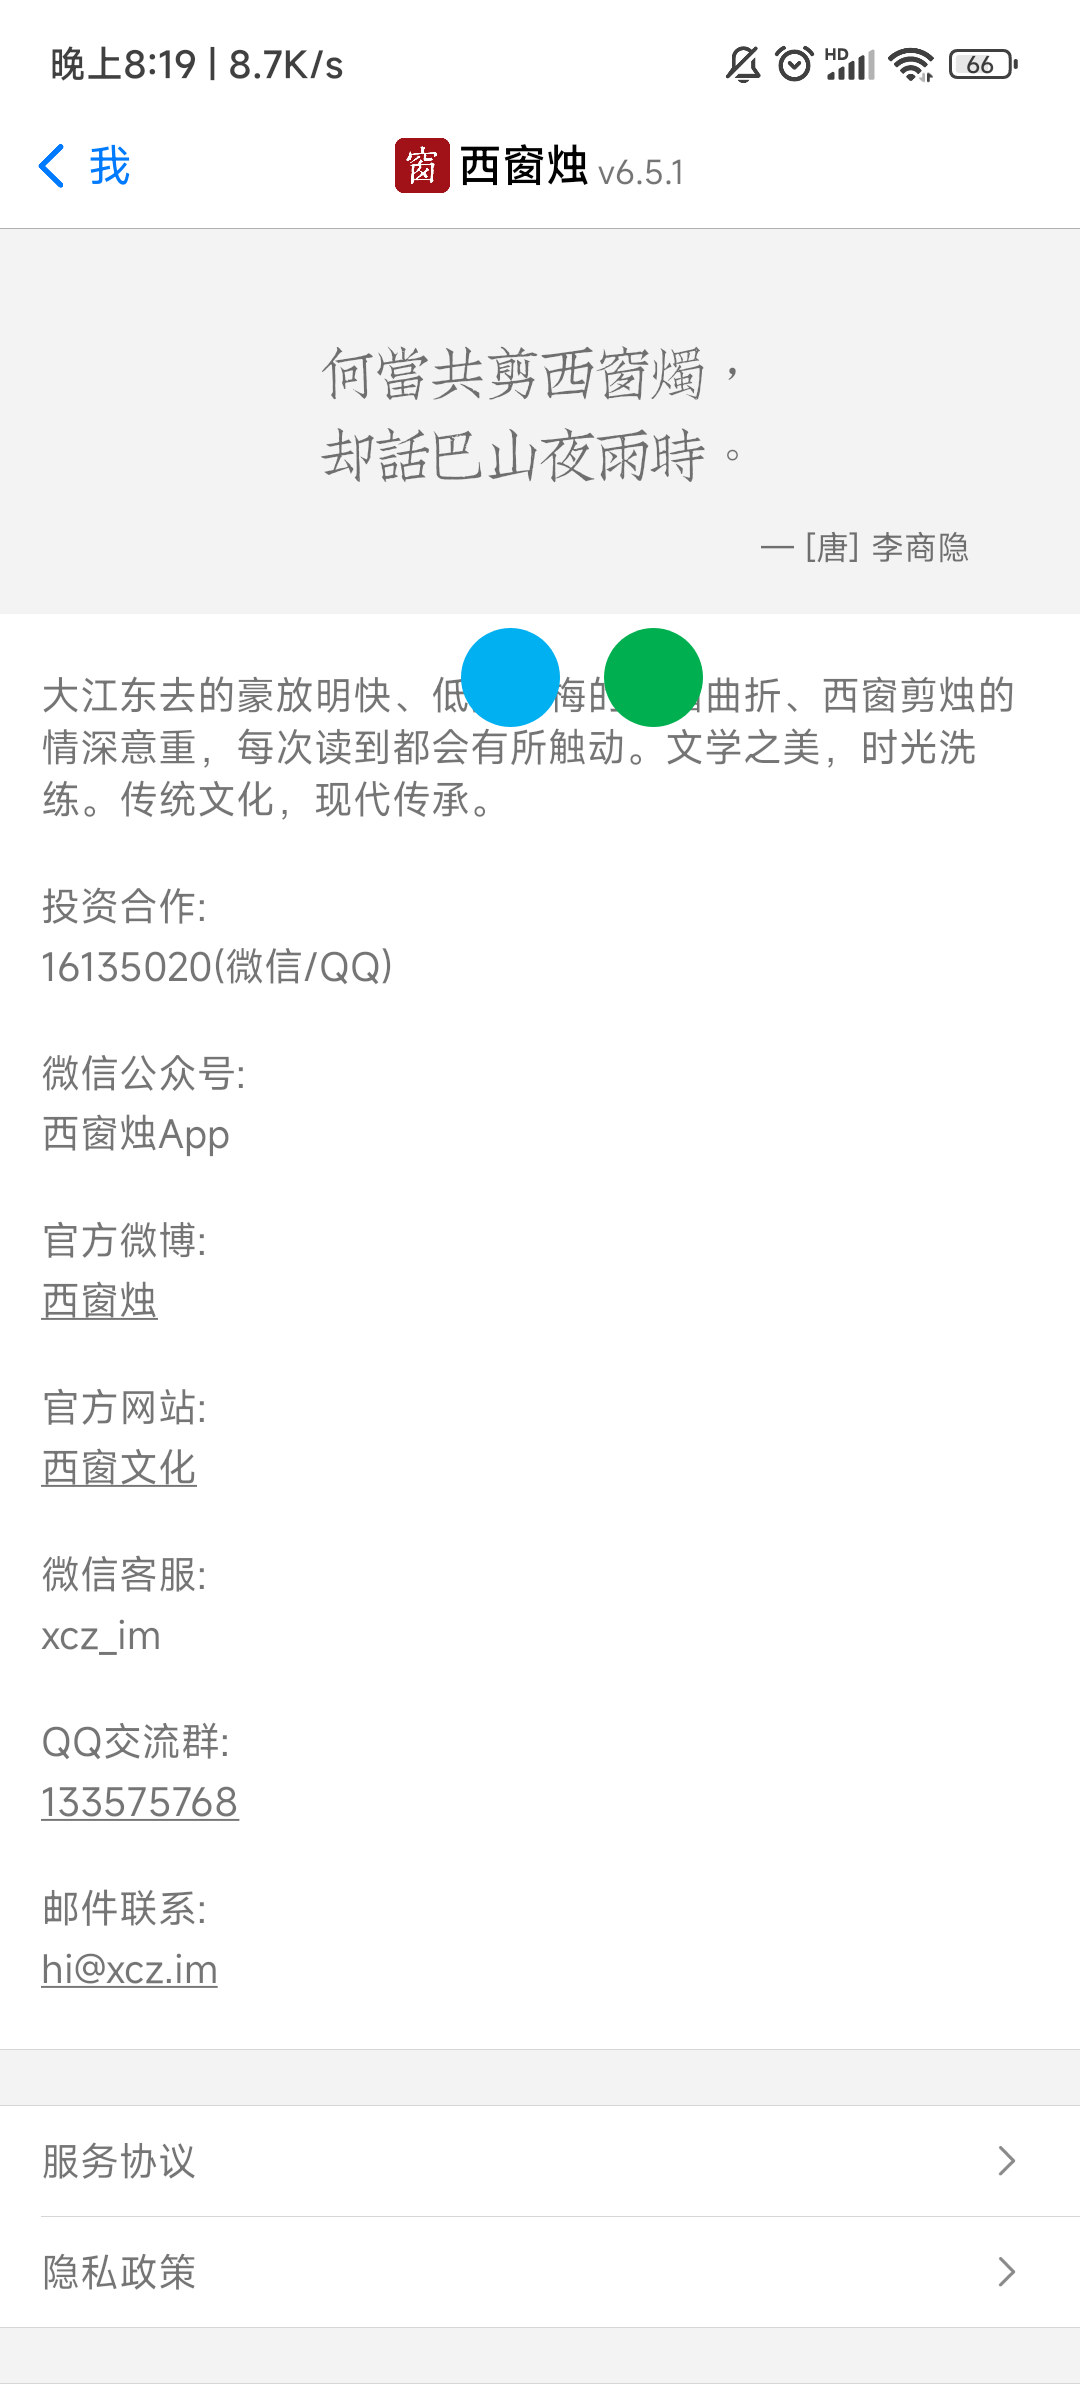 晚上8:19 | 8.7K/s
HD
66
我
窗 西窗烛 v6.5.1
何當共剪西窗燭，
却話巴山夜雨時。
— [唐] 李商隐
大江东去的豪放明快、低梅的曲折、西窗剪烛的
情深意重，每次读到都会有所触动。文学之美，时光洗
练。传统文化，现代传承。
投资合作:
16135020(微信/QQ)
微信公众号:
西窗烛App
官方微博:
西窗烛
官方网站:
西窗文化
微信客服:
xcz_im
QQ交流群:
133575768
邮件联系:
hi@xcz.im
服务协议
隐私政策